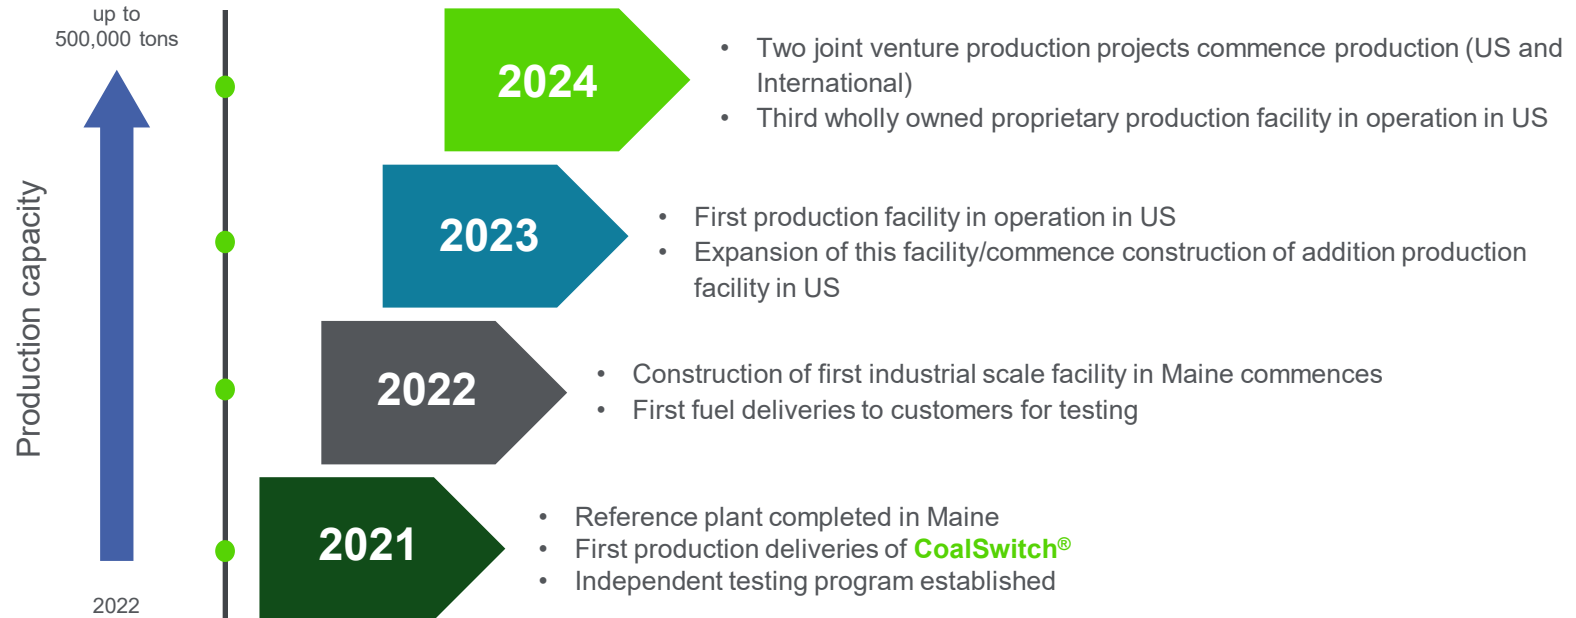 up to
500,000 tons
Production capacity
2022
2024
• Two joint venture production projects commence production (US and
International)
• Third wholly owned proprietary production facility in operation in US
2023
• First production facility in operation in US
• Expansion of this facility/commence construction of addition production
facility in US
2022
• Construction of first industrial scale facility in Maine commences
• First fuel deliveries to customers for testing
2021
• Reference plant completed in Maine
• First production deliveries of CoalSwitch®
• Independent testing program established